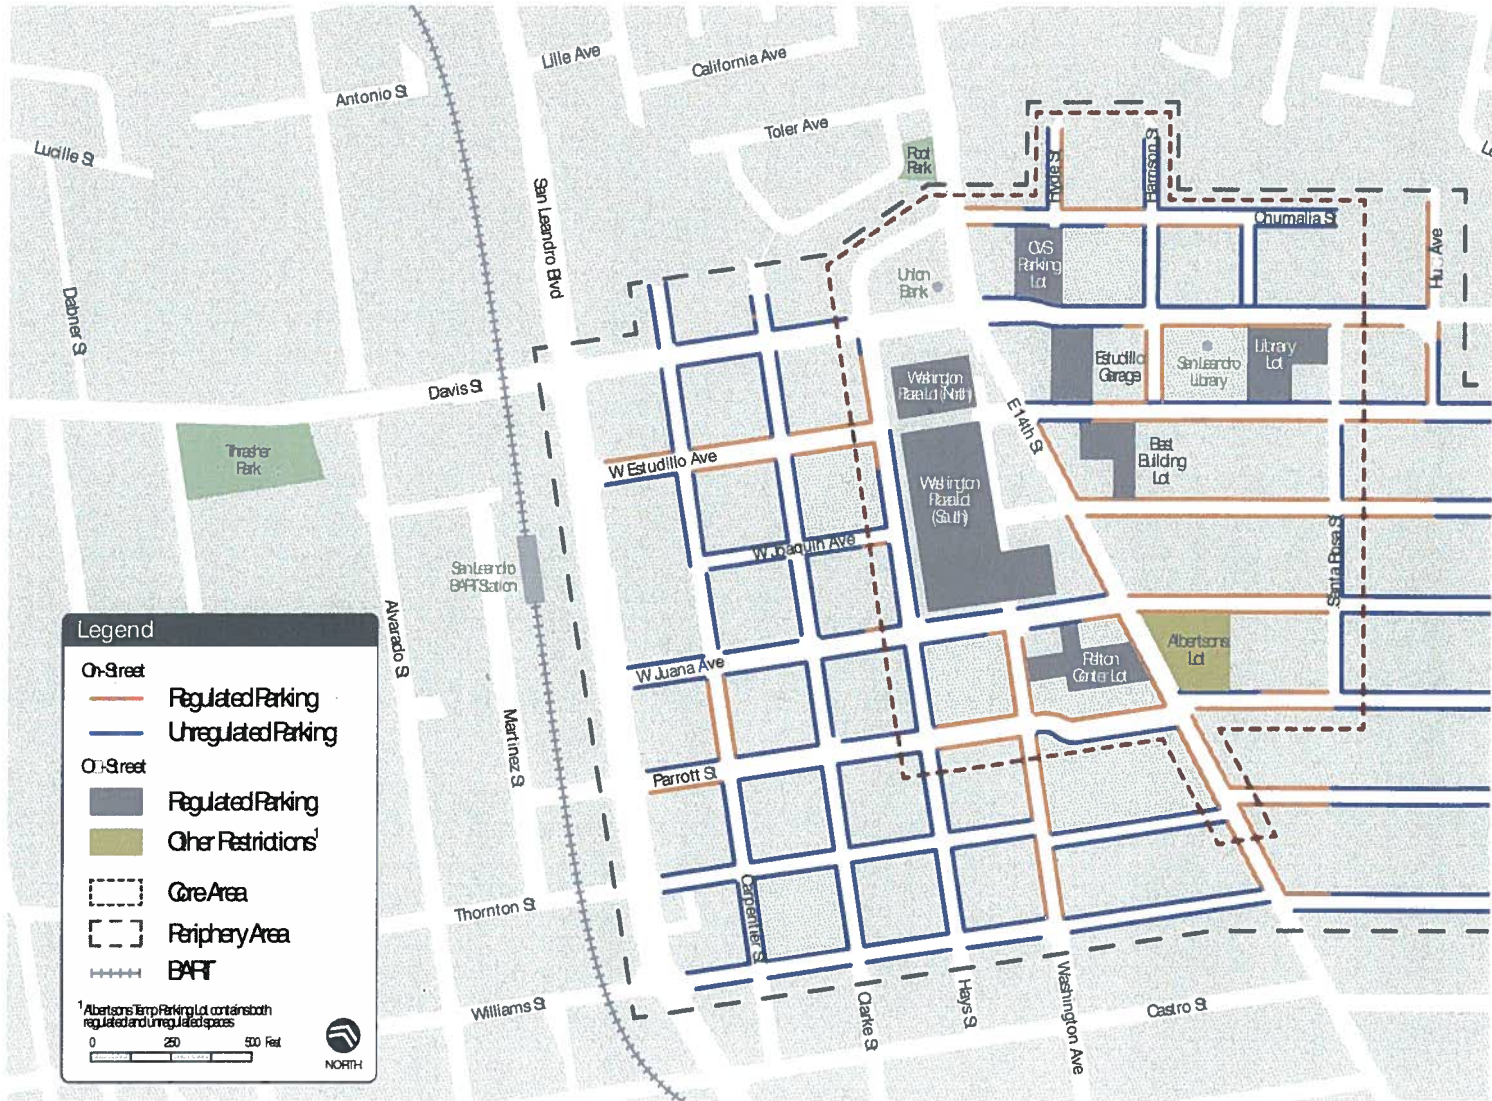 Lille Ave
California Ave
Antonio St
Toler Ave
Lucille St
Root
Park
Hyde St
Harrison St
San Leandro Blvd
Chumalia St
CVS
Parking
Lot
Union
Bank
Ave
Dabner St
Estudillo
Garage
San Leandro
Library
Library
Lot
Davis St
Washington
Plaza Lot (North)
E 14th St
Thrasher
Park
W Estudillo Ave
Best
Building
Lot
Washington
Plaza Lot
(South)
W Joaquin Ave
San Leandro
BART Station
Santa Rosa St
Alvarado St
W Juana Ave
Pelton
Center Lot
Albertsons
Lot
Martinez St
Parrott St
Carpentier St
Thornton St
Williams St
Clarke St
Hays St
Washington Ave
Castro St
Legend
On-Street
Regulated Parking
Unregulated Parking
O-Street
Regulated Parking
Other Restrictions¹
Core Area
Periphery Area
BART
¹ Albertsons Temp Parking Lot contains both
regulated and unregulated spaces
0 250 500 Feet
NORTH